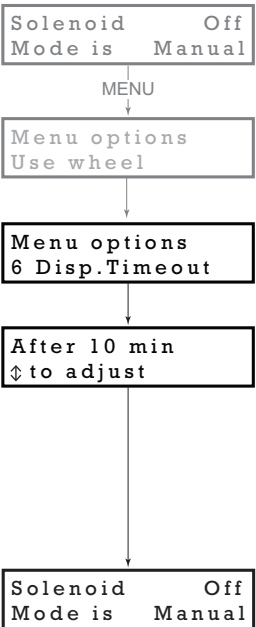 Solenoid Off
Mode is Manual
MENU
Menu options
Use wheel
Menu options
6 Disp.Timeout
After 10 min
⇕ to adjust
Solenoid Off
Mode is Manual